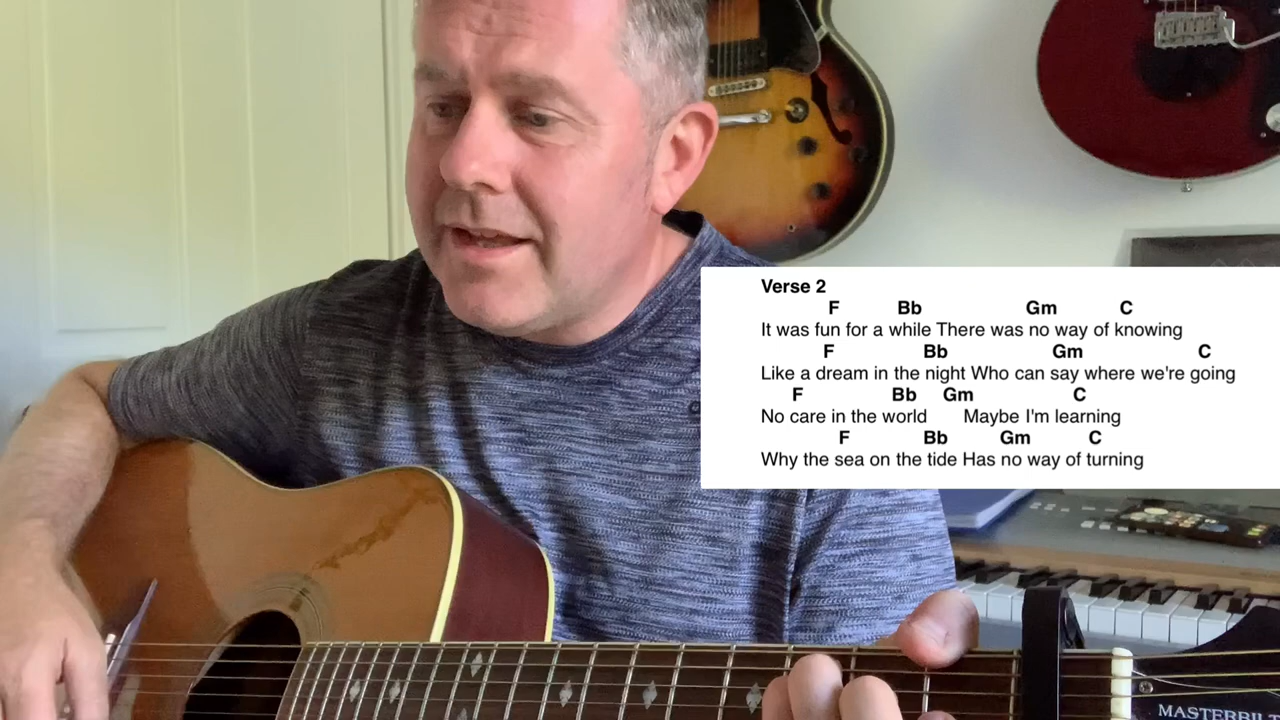 Verse 2
F Bb Gm C
It was fun for a while There was no way of knowing
F Bb Gm C
Like a dream in the night Who can say where we're going
F Bb Gm C
No care in the world Maybe I'm learning
F Bb Gm C
Why the sea on the tide Has no way of turning